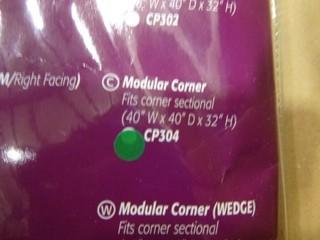 W x 40" D x 32" H)
CP302
M/Right Facing)
C Modular Corner
Fits corner sectional
(40" W x 40" D x 32" H)
CP304
W Modular Corner (WEDGE)
Fits corner sectional